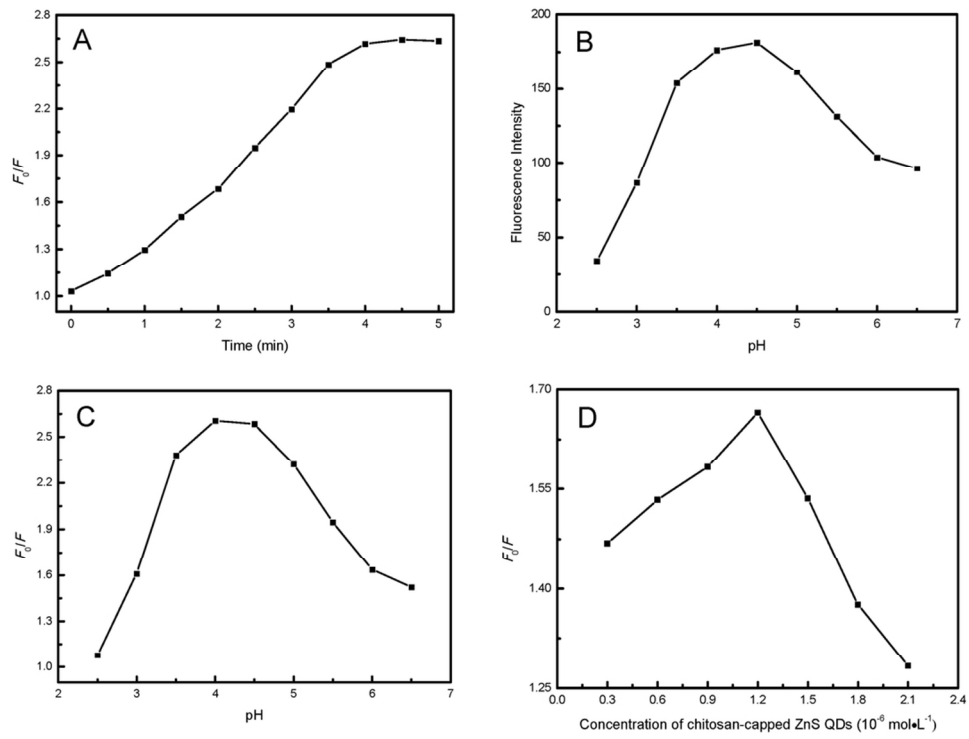 A
2.8
2.5
2.2
1.9
1.6
1.3
1.0
F0/F
0 1 2 3 4 5
Time (min)
B
200
150
100
50
0
Fluorescence Intensity
2 3 4 5 6 7
pH
C
2.8
2.5
2.2
1.9
1.6
1.3
1.0
F0/F
2 3 4 5 6 7
pH
D
1.70
1.55
1.40
1.25
F0/F
0.0 0.3 0.6 0.9 1.2 1.5 1.8 2.1 2.4
Concentration of chitosan-capped ZnS QDs (10⁻⁶ mol•L⁻¹)